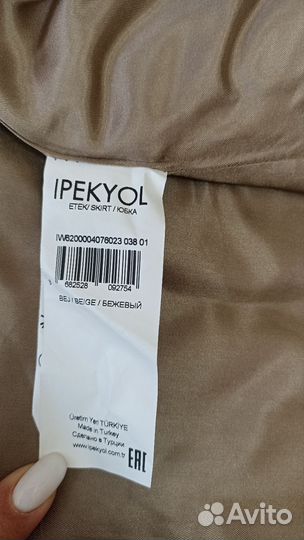 IPEKYOL
ETEK/ SKIRT / ЮБКА
IW6200004076023 038 01
682528 092754
BEJ / BEIGE / БЕЖЕВЫЙ
Üretim Yeri TÜRKİYE
Made in Turkey
Сделано в Турции
www.ipekyol.com.tr
EAC
Avito